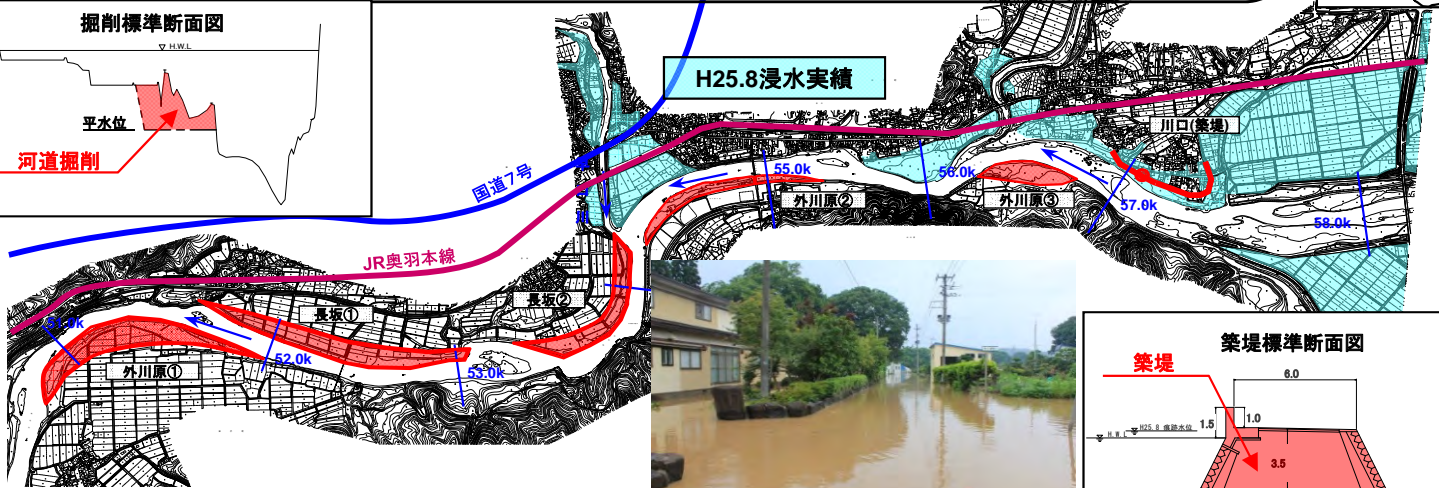 掘削標準断面図
H.W.L
平水位
河道掘削
H25.8浸水実績
国道7号
JR奥羽本線
川口(築堤)
55.0k
56.0k
57.0k
58.0k
外川原②
外川原③
長坂②
長坂①
外川原①
52.0k
53.0k
築堤標準断面図
築堤
6.0
1.5
1.0
H25.8 痕跡水位
H.W.L
3.5